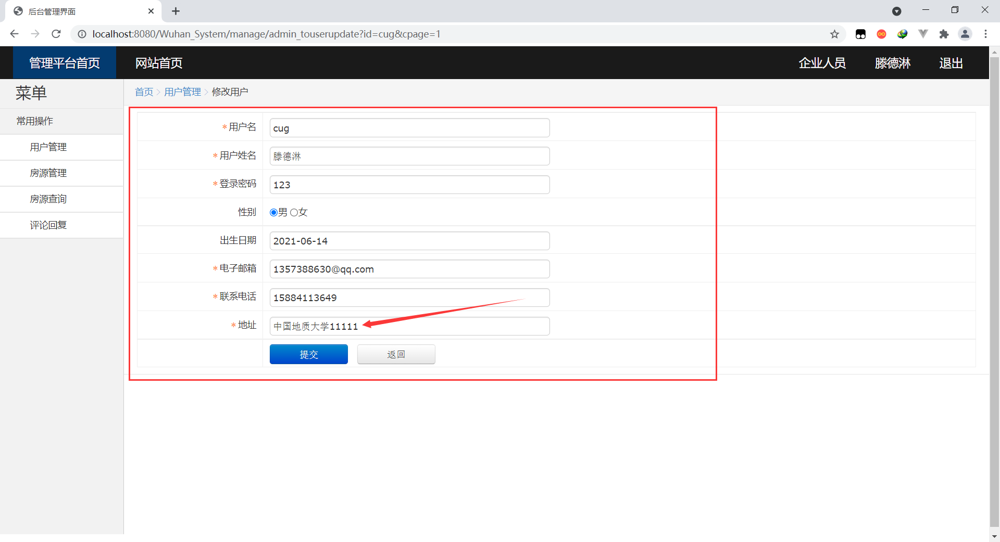 后台管理界面
localhost:8080/Wuhan_System/manage/admin_touserupdate?id=cug&cpage=1
管理平台首页 网站首页 企业人员 滕德淋 退出
菜单
首页 用户管理 修改用户
常用操作
用户管理
房源管理
房源查询
评论回复
*用户名 cug
*用户姓名 滕德淋
*登录密码 123
性别 男 女
出生日期 2021-06-14
*电子邮箱 1357388630@qq.com
*联系电话 15884113649
*地址 中国地质大学11111
提交 返回